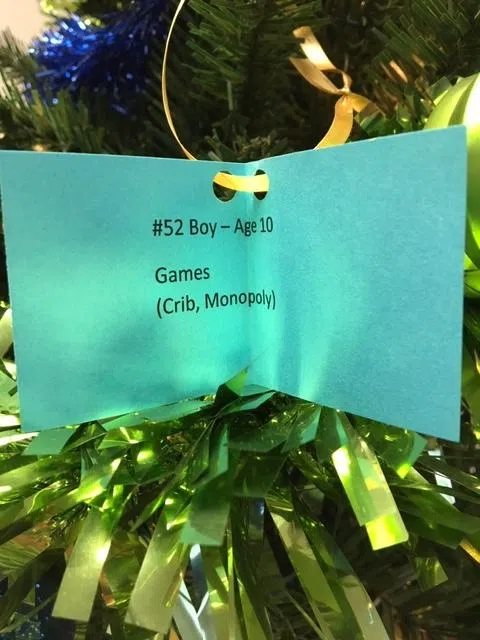 #52 Boy – Age 10
Games
(Crib, Monopoly)